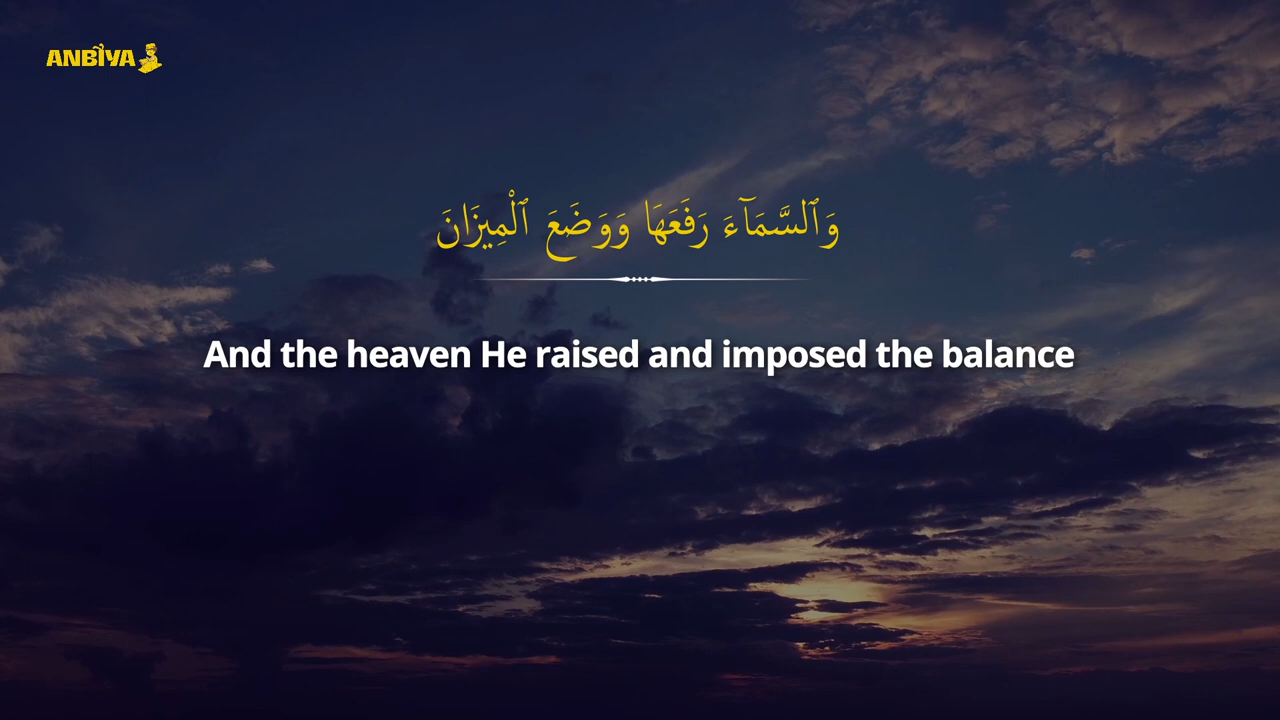 ANBIYA
وَٱلسَّمَآءَ رَفَعَهَا وَوَضَعَ ٱلْمِيزَانَ
And the heaven He raised and imposed the balance